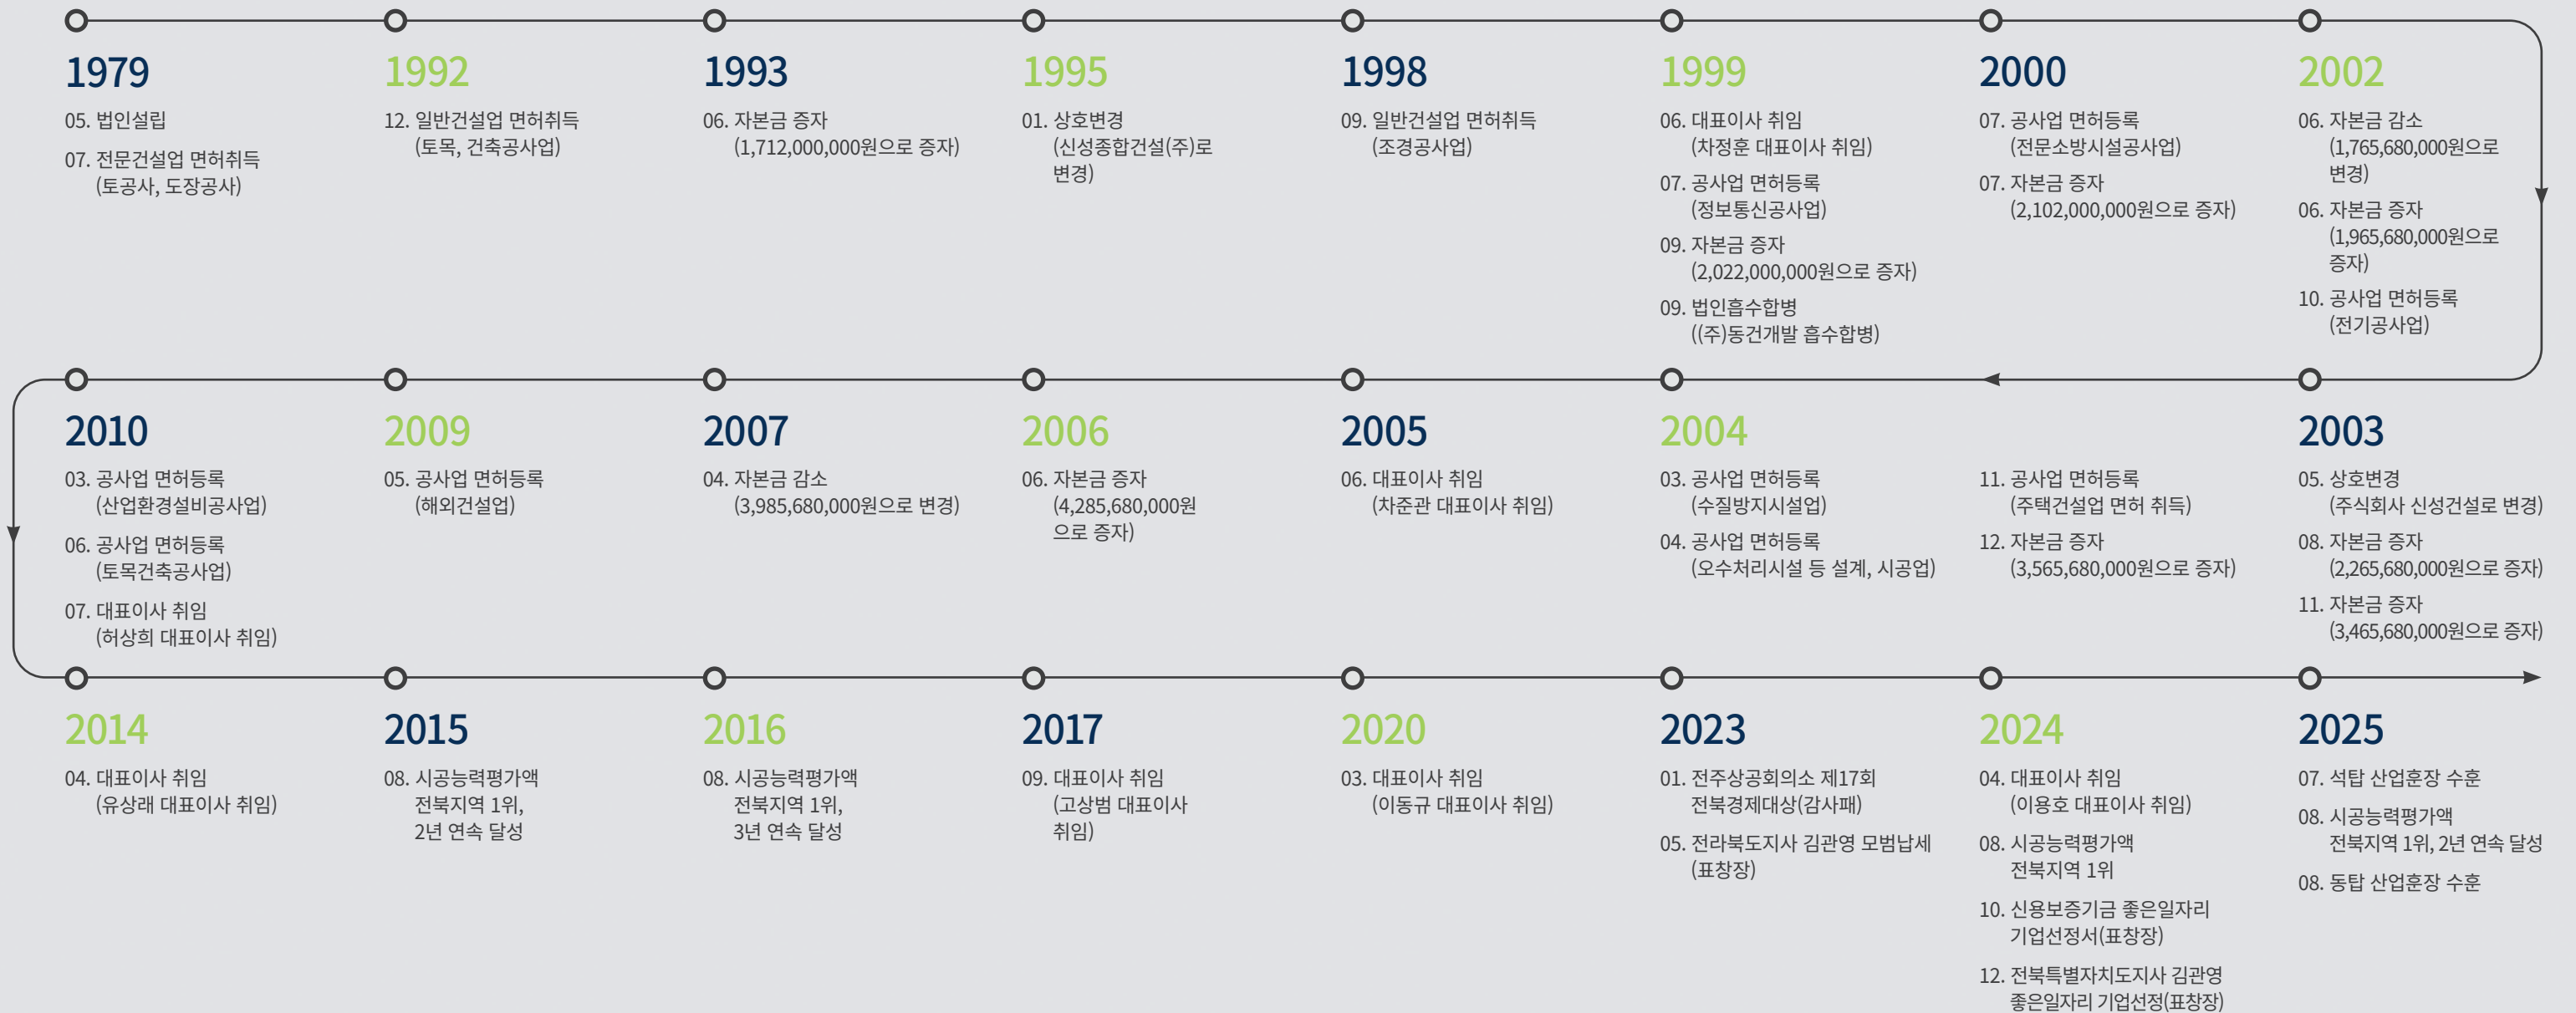 1979
05. 법인설립
07. 전문건설업 면허취득
(토공사, 도장공사)
1992
12. 일반건설업 면허취득
(토목, 건축공사업)
1993
06. 자본금 증자
(1,712,000,000원으로 증자)
1995
01. 상호변경
(신성종합건설(주)로
변경)
1998
09. 일반건설업 면허취득
(조경공사업)
1999
06. 대표이사 취임
(차정훈 대표이사 취임)
07. 공사업 면허등록
(정보통신공사업)
09. 자본금 증자
(2,022,000,000원으로 증자)
09. 법인흡수합병
((주)동건개발 흡수합병)
2000
07. 공사업 면허등록
(전문소방시설공사업)
07. 자본금 증자
(2,102,000,000원으로 증자)
2002
06. 자본금 감소
(1,765,680,000원으로
변경)
06. 자본금 증자
(1,965,680,000원으로
증자)
10. 공사업 면허등록
(전기공사업)
2003
05. 상호변경
(주식회사 신성건설로 변경)
08. 자본금 증자
(2,265,680,000원으로 증자)
11. 자본금 증자
(3,465,680,000원으로 증자)
2004
03. 공사업 면허등록
(수질방지시설업)
04. 공사업 면허등록
(오수처리시설 등 설계, 시공업)
11. 공사업 면허등록
(주택건설업 면허 취득)
12. 자본금 증자
(3,565,680,000원으로 증자)
2005
06. 대표이사 취임
(차준관 대표이사 취임)
2006
06. 자본금 증자
(4,285,680,000원
으로 증자)
2007
04. 자본금 감소
(3,985,680,000원으로 변경)
2009
05. 공사업 면허등록
(해외건설업)
2010
03. 공사업 면허등록
(산업환경설비공사업)
06. 공사업 면허등록
(토목건축공사업)
07. 대표이사 취임
(허상희 대표이사 취임)
2014
04. 대표이사 취임
(유상래 대표이사 취임)
2015
08. 시공능력평가액
전북지역 1위,
2년 연속 달성
2016
08. 시공능력평가액
전북지역 1위,
3년 연속 달성
2017
09. 대표이사 취임
(고상범 대표이사
취임)
2020
03. 대표이사 취임
(이동규 대표이사 취임)
2023
01. 전주상공회의소 제17회
전북경제대상(감사패)
05. 전라북도지사 김관영 모범납세
(표창장)
2024
04. 대표이사 취임
(이용호 대표이사 취임)
08. 시공능력평가액
전북지역 1위
10. 신용보증기금 좋은일자리
기업선정서(표창장)
12. 전북특별자치도지사 김관영
좋은일자리 기업선정(표창장)
2025
07. 석탑 산업훈장 수훈
08. 시공능력평가액
전북지역 1위, 2년 연속 달성
08. 동탑 산업훈장 수훈